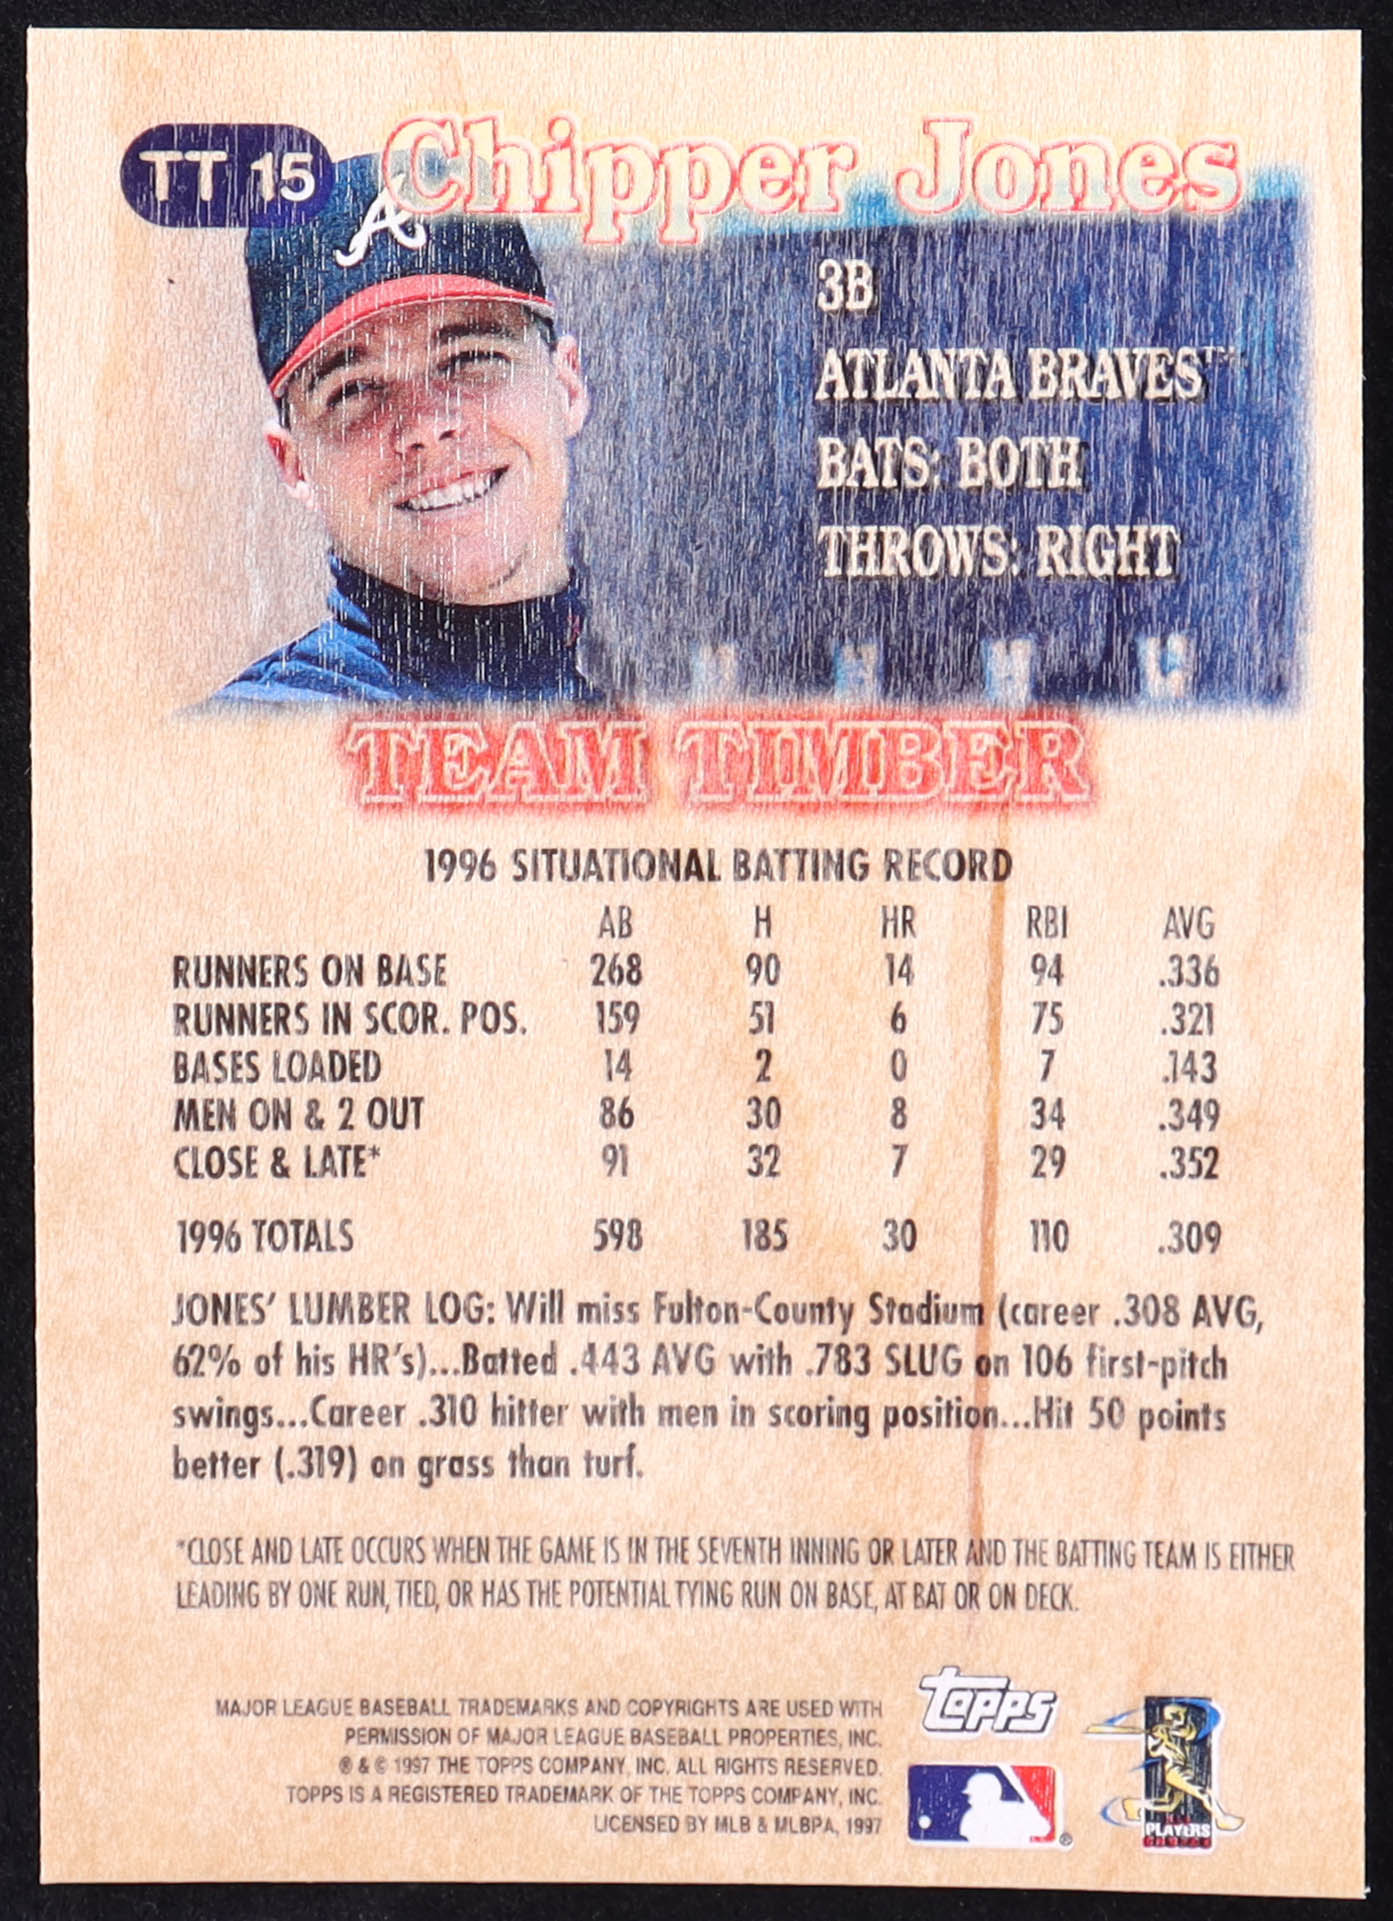 TT 15
Chipper Jones
3B
ATLANTA BRAVES™
BATS: BOTH
THROWS: RIGHT
TEAM TIMBER
1996 SITUATIONAL BATTING RECORD
AB H HR RBI AVG
RUNNERS ON BASE 268 90 14 94 .336
RUNNERS IN SCOR. POS. 159 51 6 75 .321
BASES LOADED 14 2 0 7 .143
MEN ON & 2 OUT 86 30 8 34 .349
CLOSE & LATE* 91 32 7 29 .352
1996 TOTALS 598 185 30 110 .309
JONES' LUMBER LOG: Will miss Fulton-County Stadium (career .308 AVG,
62% of his HR's)...Batted .443 AVG with .783 SLUG on 106 first-pitch
swings...Career .310 hitter with men in scoring position...Hit 50 points
better (.319) on grass than turf.
*CLOSE AND LATE OCCURS WHEN THE GAME IS IN THE SEVENTH INNING OR LATER AND THE BATTING TEAM IS EITHER
LEADING BY ONE RUN, TIED, OR HAS THE POTENTIAL TYING RUN ON BASE, AT BAT OR ON DECK.
MAJOR LEAGUE BASEBALL TRADEMARKS AND COPYRIGHTS ARE USED WITH
PERMISSION OF MAJOR LEAGUE BASEBALL PROPERTIES, INC.
® & © 1997 THE TOPPS COMPANY, INC. ALL RIGHTS RESERVED.
TOPPS IS A REGISTERED TRADEMARK OF THE TOPPS COMPANY, INC.
LICENSED BY MLB & MLBPA, 1997
Topps
®
PLAYERS